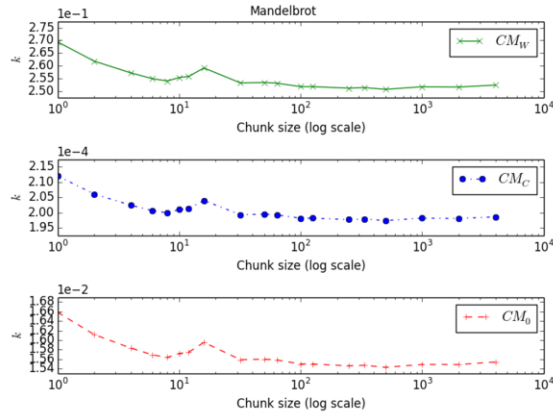 Mandelbrot
1e−1
2.75
2.70
2.65
2.60
2.55
2.50
k
CM_W
10^0 10^1 10^2 10^3 10^4
Chunk size (log scale)
1e−4
2.15
2.10
2.05
2.00
1.95
k
CM_C
10^0 10^1 10^2 10^3 10^4
Chunk size (log scale)
1e−2
1.68
1.66
1.64
1.62
1.60
1.58
1.56
1.54
k
CM_0
10^0 10^1 10^2 10^3 10^4
Chunk size (log scale)